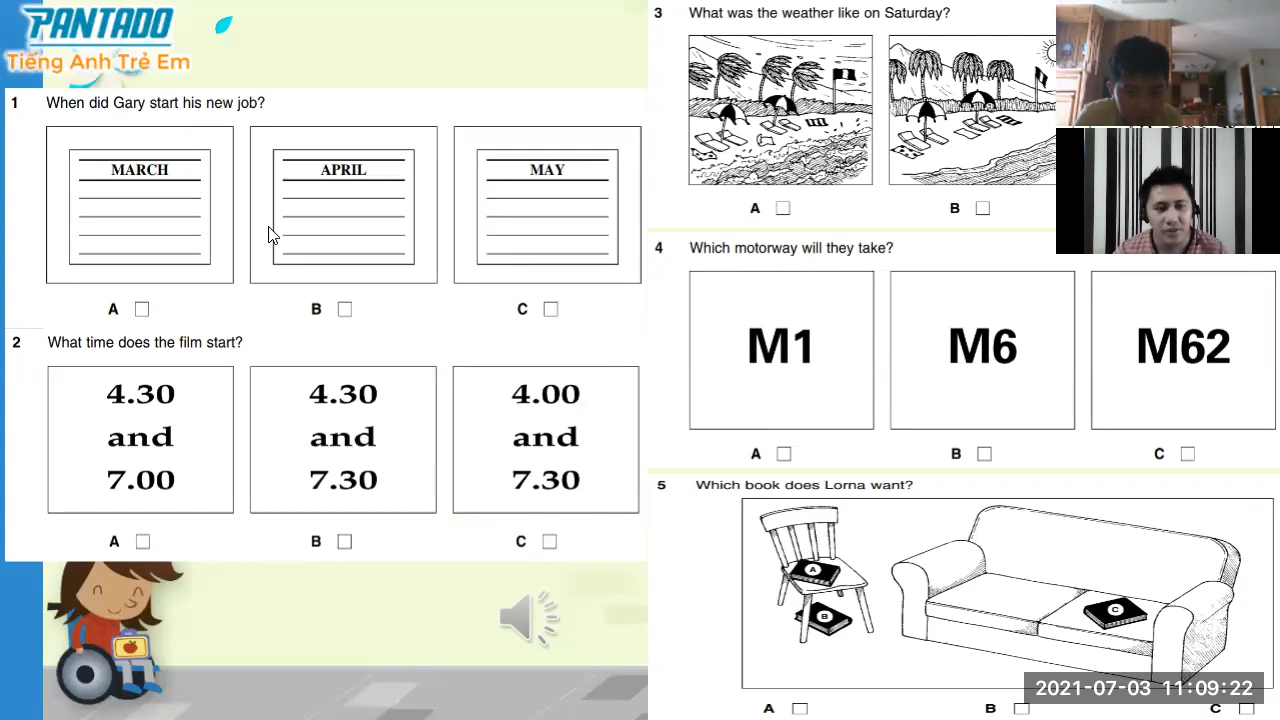 PANTADO
Tiếng Anh Trẻ Em
1 When did Gary start his new job?
MARCH APRIL MAY
A B C
2 What time does the film start?
4.30 4.30 4.00
and and and
7.00 7.30 7.30
A B C
3 What was the weather like on Saturday?
A B
4 Which motorway will they take?
M1 M6 M62
A B C
5 Which book does Lorna want?
A
B
C
A B C
2021-07-03 11:09:22